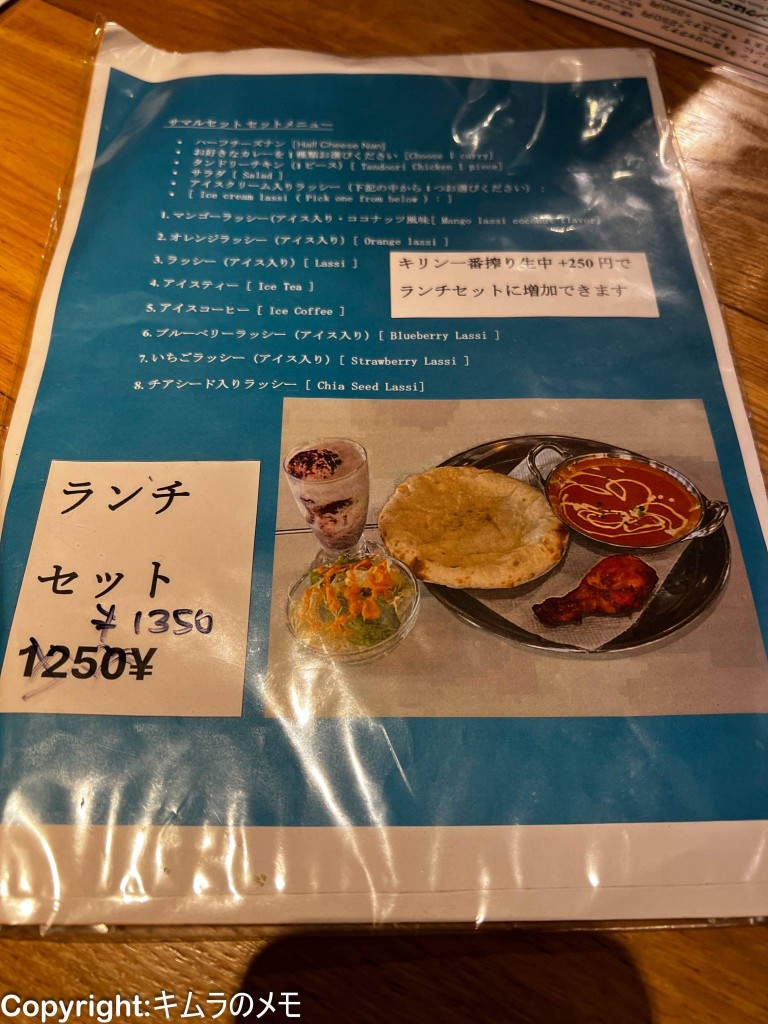 サマルセット セットメニュー
• ハーフチーズナン [Half Cheese Nan]
• お好きなカレーを1種類お選びください [Choose 1 curry]
• タンドリーチキン (1ピース) [ Tandoori Chicken 1 piece]
• サラダ [ Salad ]
• アイスクリーム入りラッシー (下記の中から1つお選びください) :
• [ Ice cream lassi ( Pick one from below ) : ]
1. マンゴーラッシー(アイス入り・ココナッツ風味[ Mango lassi coconut flavor]
2. オレンジラッシー (アイス入り) [ Orange lassi ]
3. ラッシー (アイス入り) [ Lassi ]
4. アイスティー [ Ice Tea ]
5. アイスコーヒー [ Ice Coffee ]
6. ブルーベリーラッシー (アイス入り) [ Blueberry Lassi ]
7. いちごラッシー (アイス入り) [ Strawberry Lassi ]
8. チアシード入りラッシー [ Chia Seed Lassi]
キリン一番搾り生中 +250 円で
ランチセットに増加できます
ランチ
セット
¥1350
1250¥
Copyright:キムラのメモ